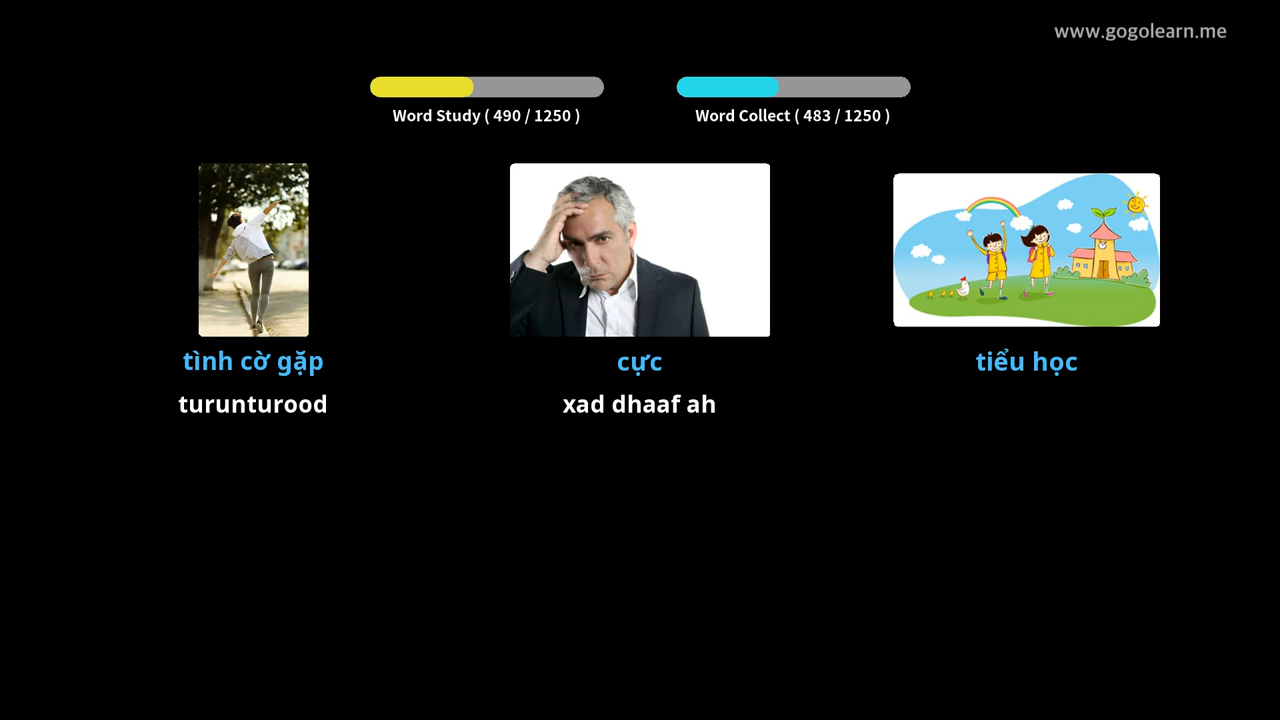 www.gogolearn.me
Word Study ( 490 / 1250 )
Word Collect ( 483 / 1250 )
tình cờ gặp
cực
tiểu học
turunturood
xad dhaaf ah